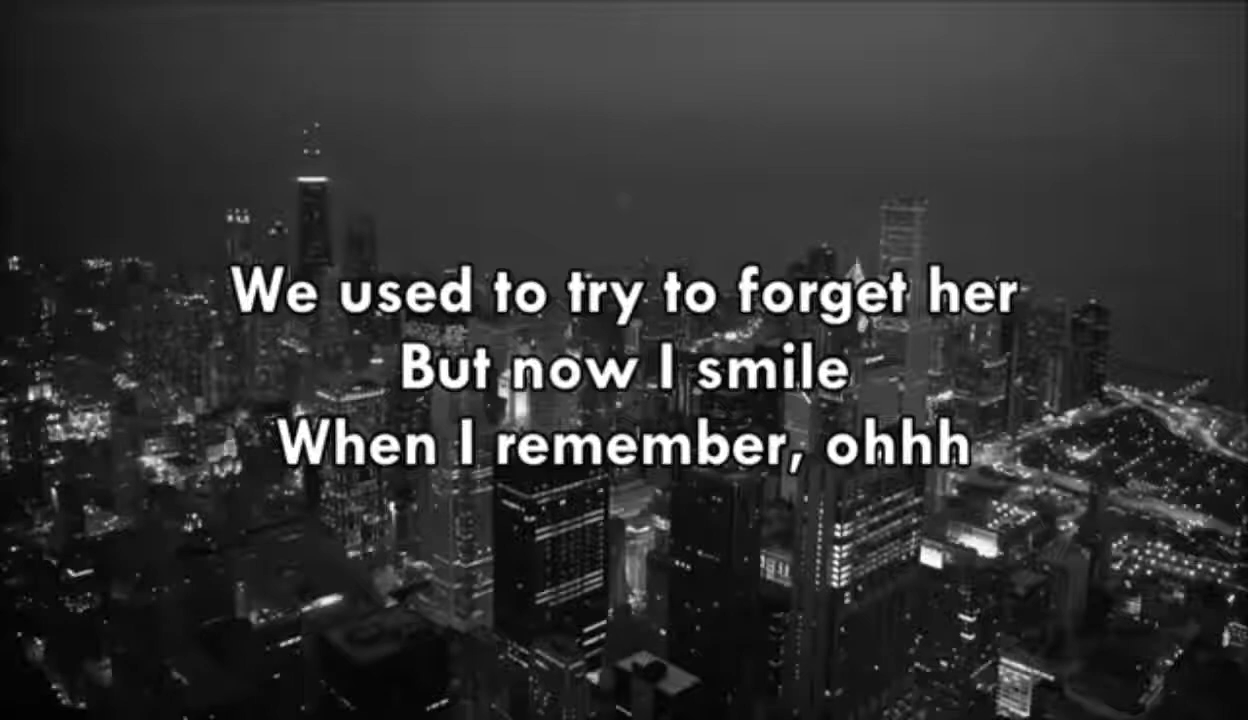 We used to try to forget her
But now I smile
When I remember, ohhh